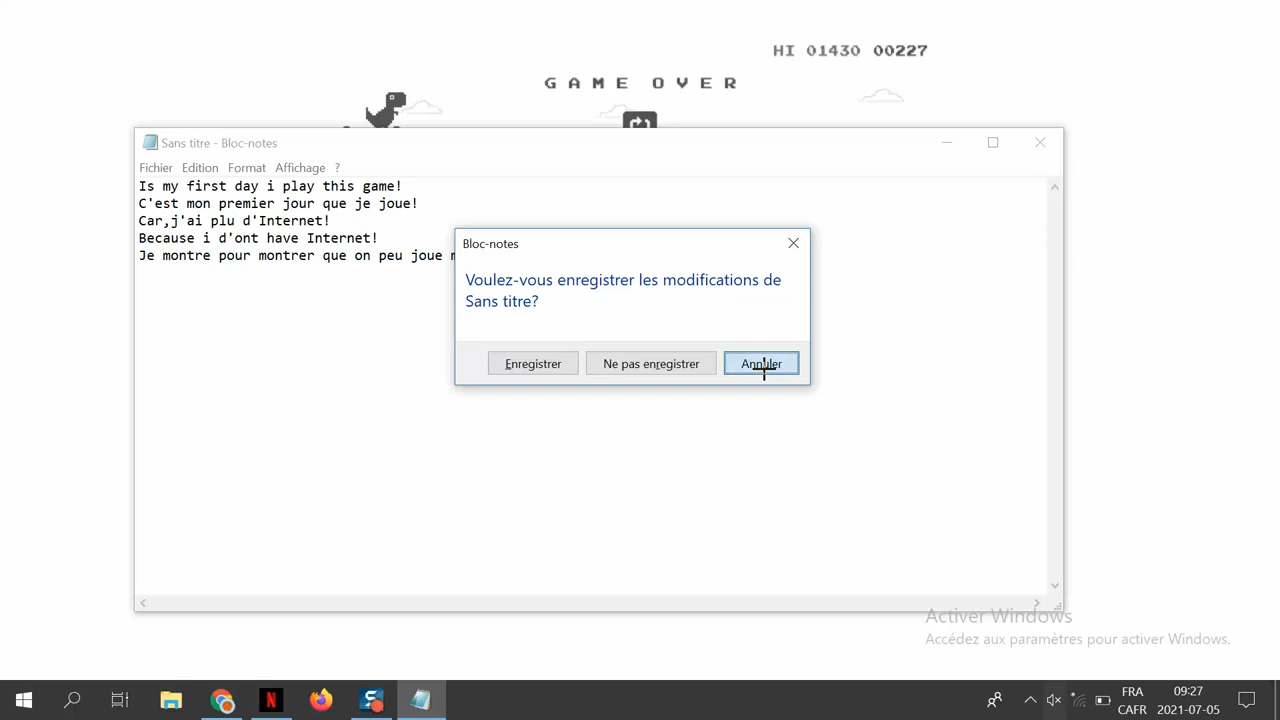 HI 01430 00227
GAME OVER
Sans titre - Bloc-notes
Fichier Edition Format Affichage ?
Is my first day i play this game!
C'est mon premier jour que je joue!
Car,j'ai plu d'Internet!
Because i d'ont have Internet!
Je montre pour montrer que on peu joue
Bloc-notes
Voulez-vous enregistrer les modifications de
Sans titre?
Enregistrer Ne pas enregistrer Annuler
Activer Windows
Accédez aux paramètres pour activer Windows.
FRA 09:27
CAFR 2021-07-05